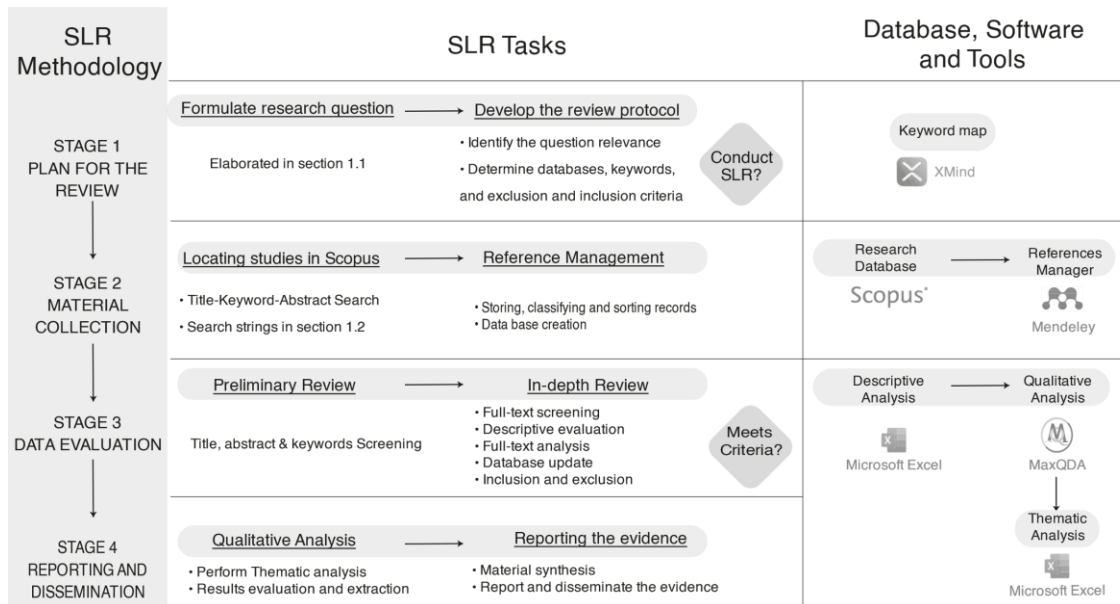 SLR
Methodology
SLR Tasks
Database, Software
and Tools
STAGE 1
PLAN FOR THE
REVIEW
Formulate research question
Elaborated in section 1.1
Develop the review protocol
• Identify the question relevance
• Determine databases, keywords,
and exclusion and inclusion criteria
Conduct
SLR?
Keyword map
XMind
STAGE 2
MATERIAL
COLLECTION
Locating studies in Scopus
• Title-Keyword-Abstract Search
• Search strings in section 1.2
Reference Management
• Storing, classifying and sorting records
• Data base creation
Research
Database
Scopus
References
Manager
Mendeley
STAGE 3
DATA EVALUATION
Preliminary Review
Title, abstract & keywords Screening
In-depth Review
• Full-text screening
• Descriptive evaluation
• Full-text analysis
• Database update
• Inclusion and exclusion
Meets
Criteria?
Descriptive
Analysis
Microsoft Excel
Qualitative
Analysis
MaxQDA
Thematic
Analysis
Microsoft Excel
STAGE 4
REPORTING AND
DISSEMINATION
Qualitative Analysis
• Perform Thematic analysis
• Results evaluation and extraction
Reporting the evidence
• Material synthesis
• Report and disseminate the evidence